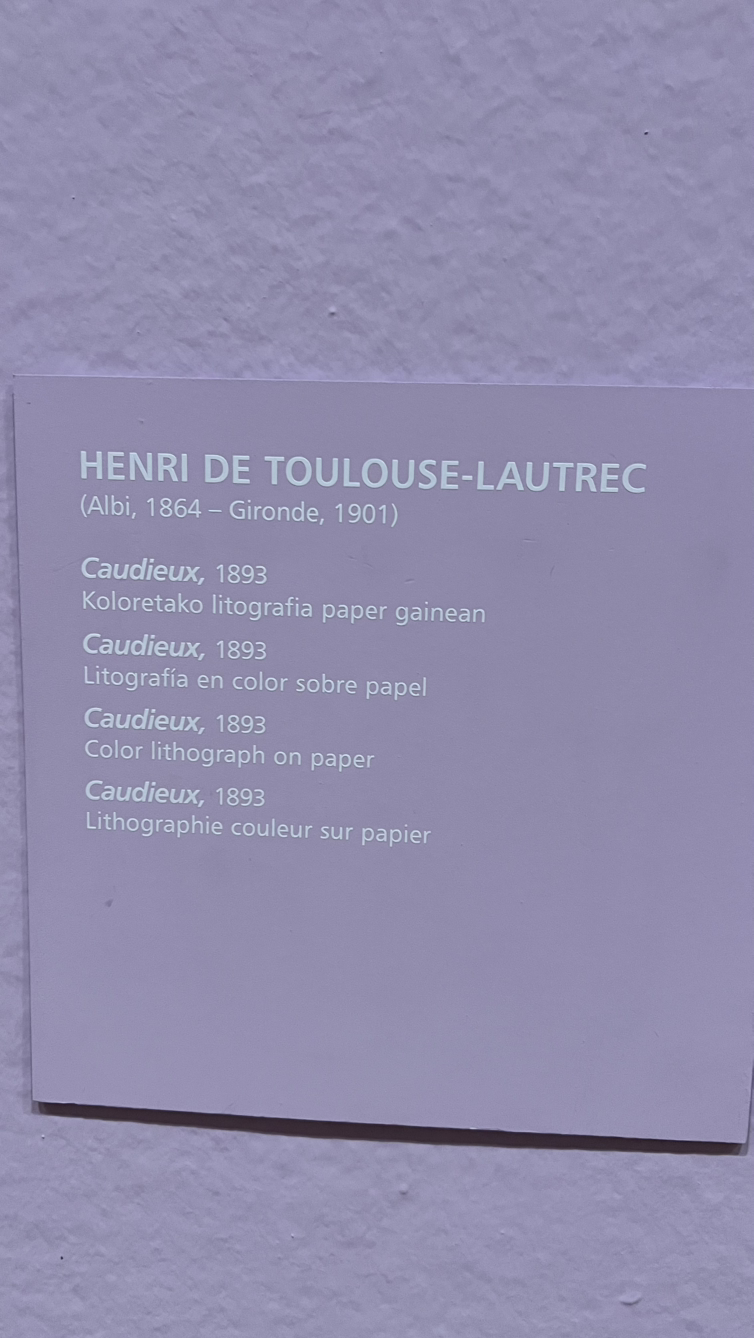 HENRI DE TOULOUSE-LAUTREC
(Albi, 1864 – Gironde, 1901)
Caudieux, 1893
Koloretako litografia paper gainean
Caudieux, 1893
Litografía en color sobre papel
Caudieux, 1893
Color lithograph on paper
Caudieux, 1893
Lithographie couleur sur papier